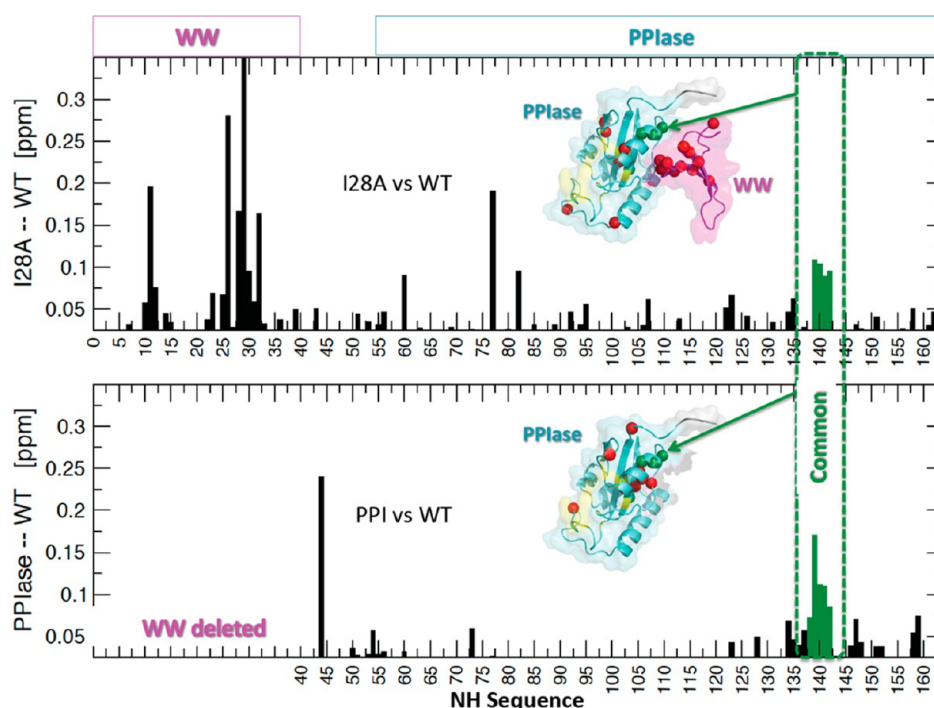 WW PPIase
I28A -- WT [ppm]
0.3
0.25
0.2
0.15
0.1
0.05
I28A vs WT
PPIase
WW
0 5 10 15 20 25 30 35 40 45 50 55 60 65 70 75 80 85 90 95 100 105 110 115 120 125 130 135 140 145 150 155 160
PPIase -- WT [ppm]
0.3
0.25
0.2
0.15
0.1
0.05
PPI vs WT
PPIase
Common
WW deleted
40 45 50 55 60 65 70 75 80 85 90 95 100 105 110 115 120 125 130 135 140 145 150 155 160
NH Sequence